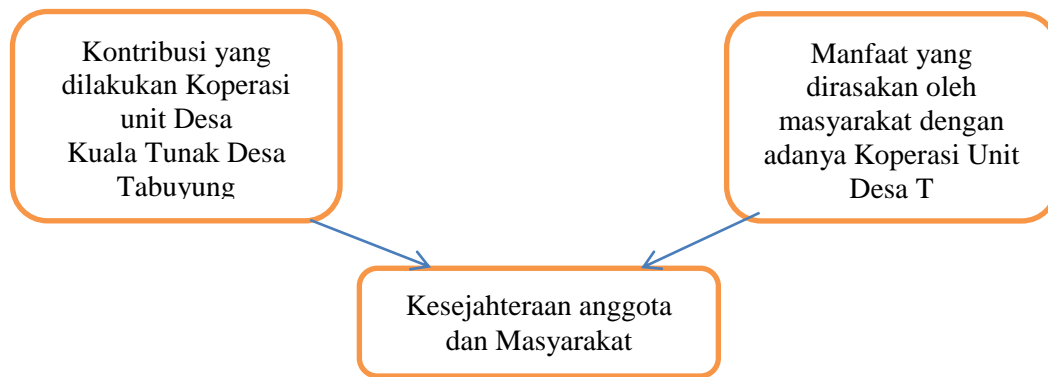 Kontribusi yang
dilakukan Koperasi
unit Desa
Kuala Tunak Desa
Tabuyung
Manfaat yang
dirasakan oleh
masyarakat dengan
adanya Koperasi Unit
Desa T
Kesejahteraan anggota
dan Masyarakat